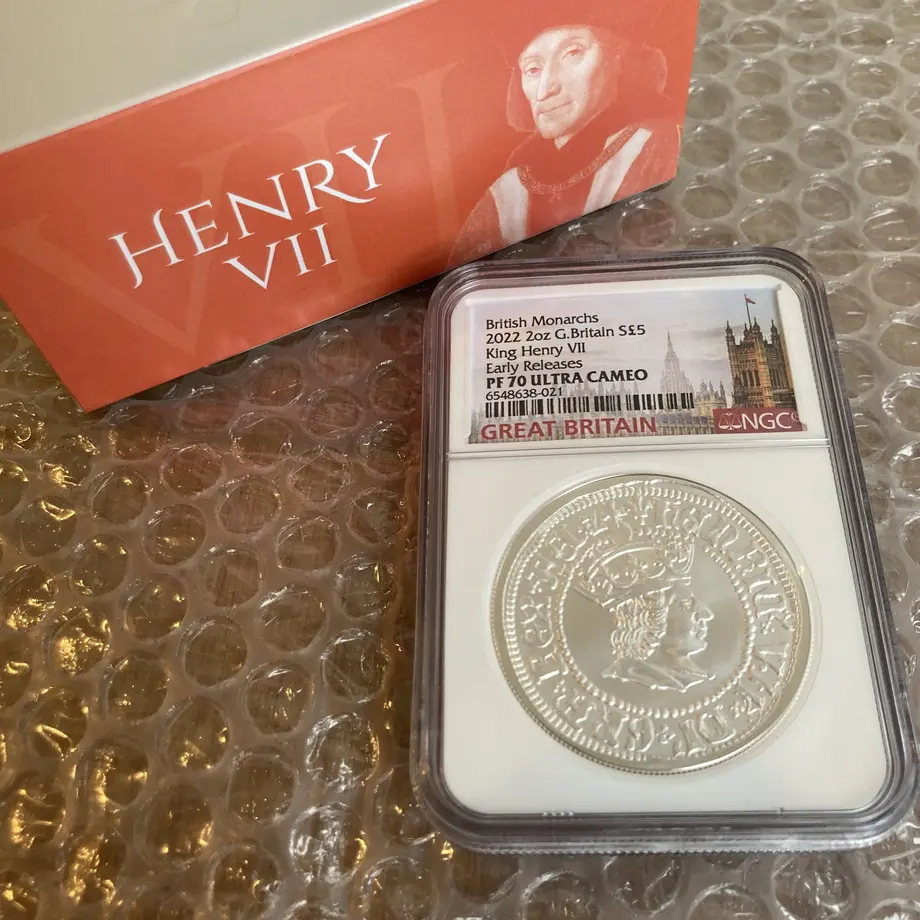 HENRY
VII
British Monarchs
2022 2oz G.Britain S£5
King Henry VII
Early Releases
PF 70 ULTRA CAMEO
6548638-021
GREAT BRITAIN
NGC